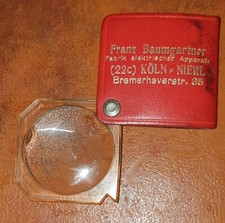 Franz Baumgartner
Fabrik elektrischer Apparate
(22c) KÖLN-NIEHL
Bremerhavenerstr. 35